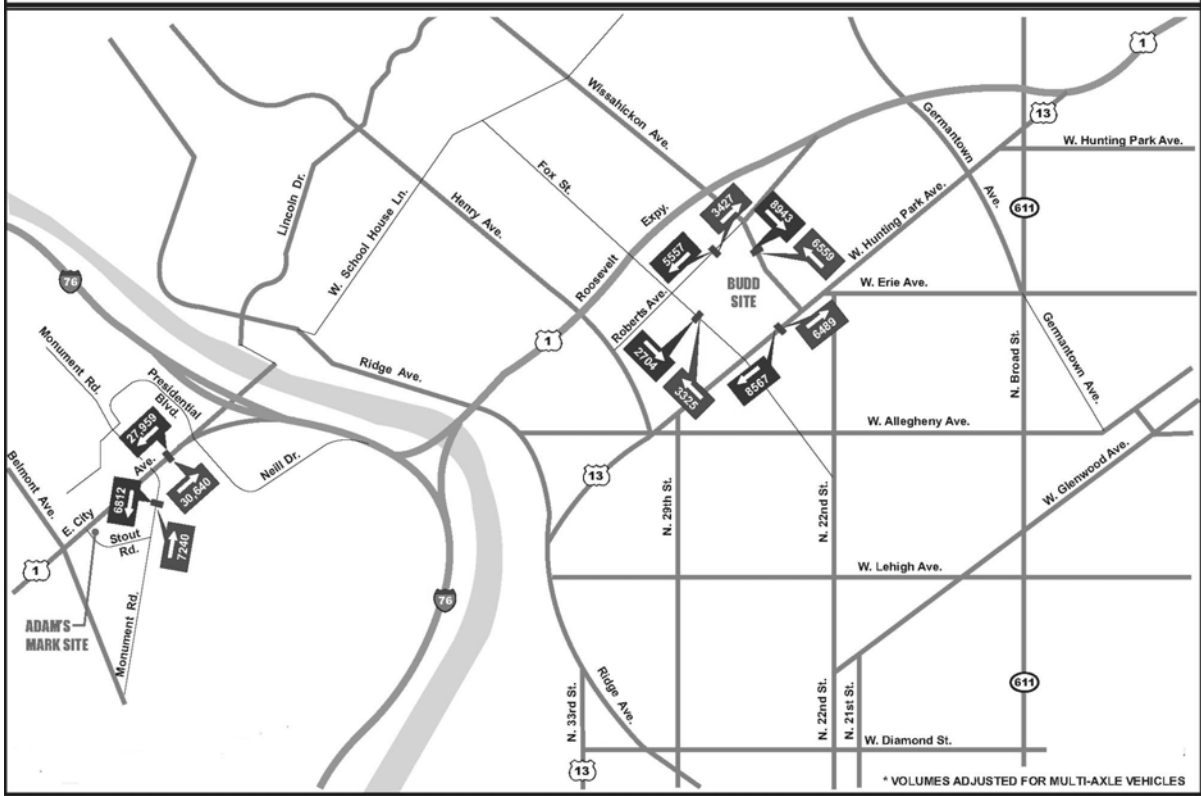 1
13
Wissahickon Ave.
Germantown
Ave.
W. Hunting Park Ave.
Lincoln Dr.
W. School House Ln.
Fox St.
Henry Ave.
Roosevelt
Expy.
3427
8943
5557
6559
611
W. Hunting Park Ave.
76
BUDD
SITE
W. Erie Ave.
Roberts Ave.
6489
2704
3325
8567
1
Monument Rd.
Presidential
Blvd.
Ridge Ave.
N. Broad St.
Germantown Ave.
W. Allegheny Ave.
27,959
30,640
Neill Dr.
Belmont Ave.
E. City
Ave.
6812
7240
Stout
Rd.
13
N. 29th St.
N. 22nd St.
W. Glenwood Ave.
1
W. Lehigh Ave.
76
ADAM'S
MARK SITE
Monument Rd.
Ridge Ave.
N. 33rd St.
N. 22nd St.
N. 21st St.
611
W. Diamond St.
13
* VOLUMES ADJUSTED FOR MULTI-AXLE VEHICLES